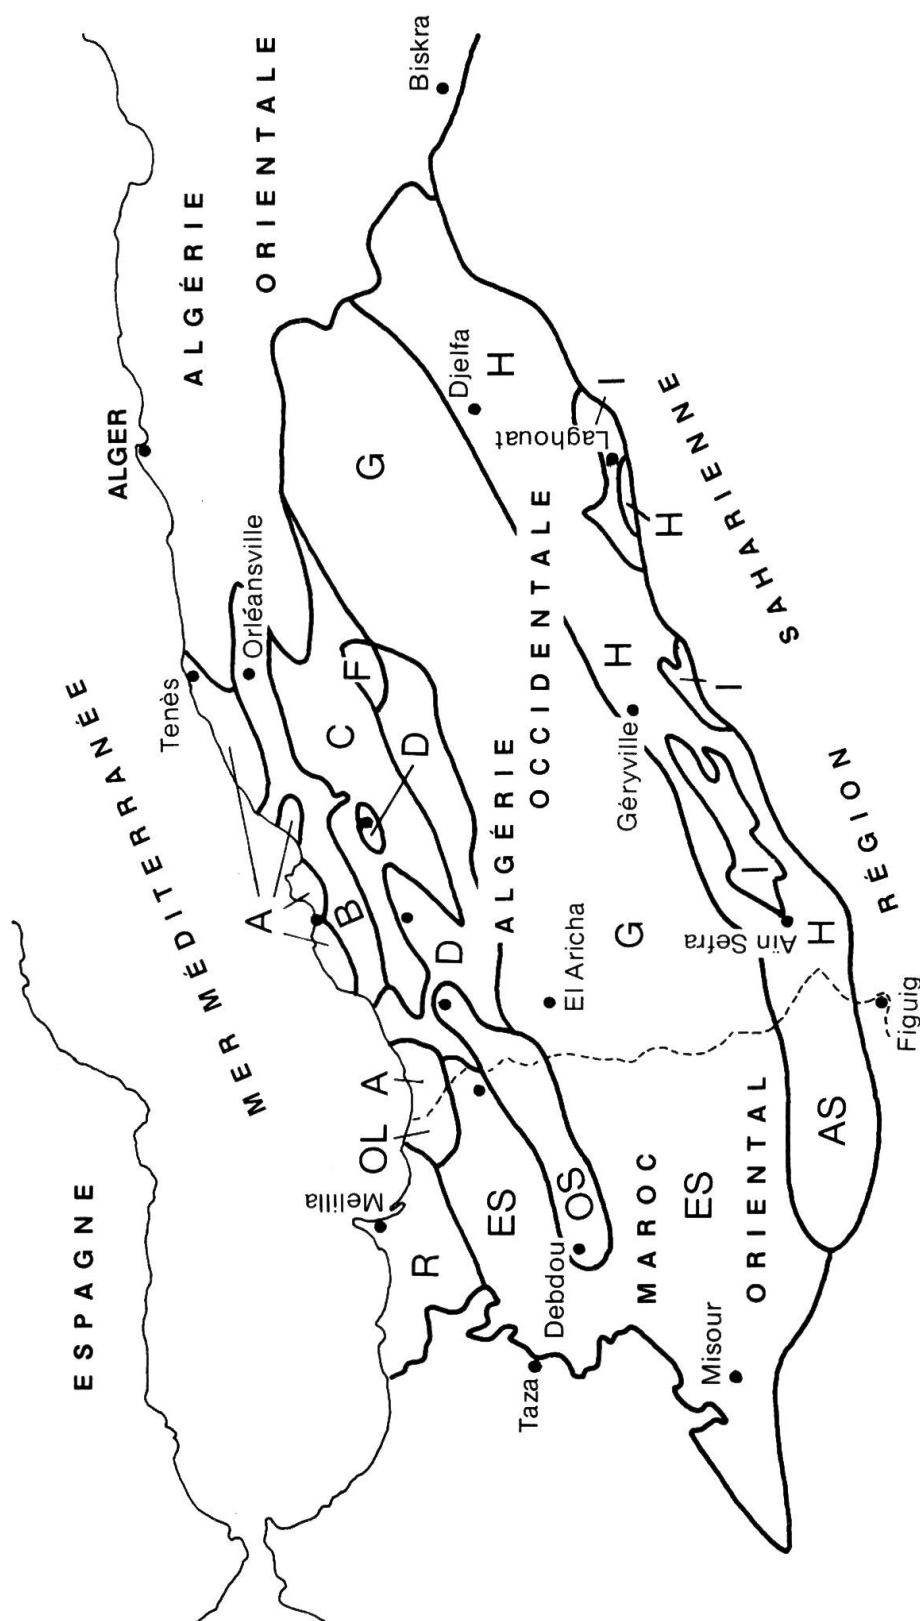 ESPAGNE
MER MÉDITERRANÉE
ALGER
ALGÉRIE
ORIENTALE
Biskra
Tenès
Orléansville
A
B
C
F
D
D
G
Djelfa
H
I
Laghouat
H
Melilla
OL
A
R
ES
ALGÉRIE
OCCIDENTALE
El Aricha
G
Géryville
H
I
I
Aïn Sefra
H
Taza
Debdou
OS
MAROC
ORIENTAL
ES
Misour
AS
Figuig
RÉGION
SAHARIENNE